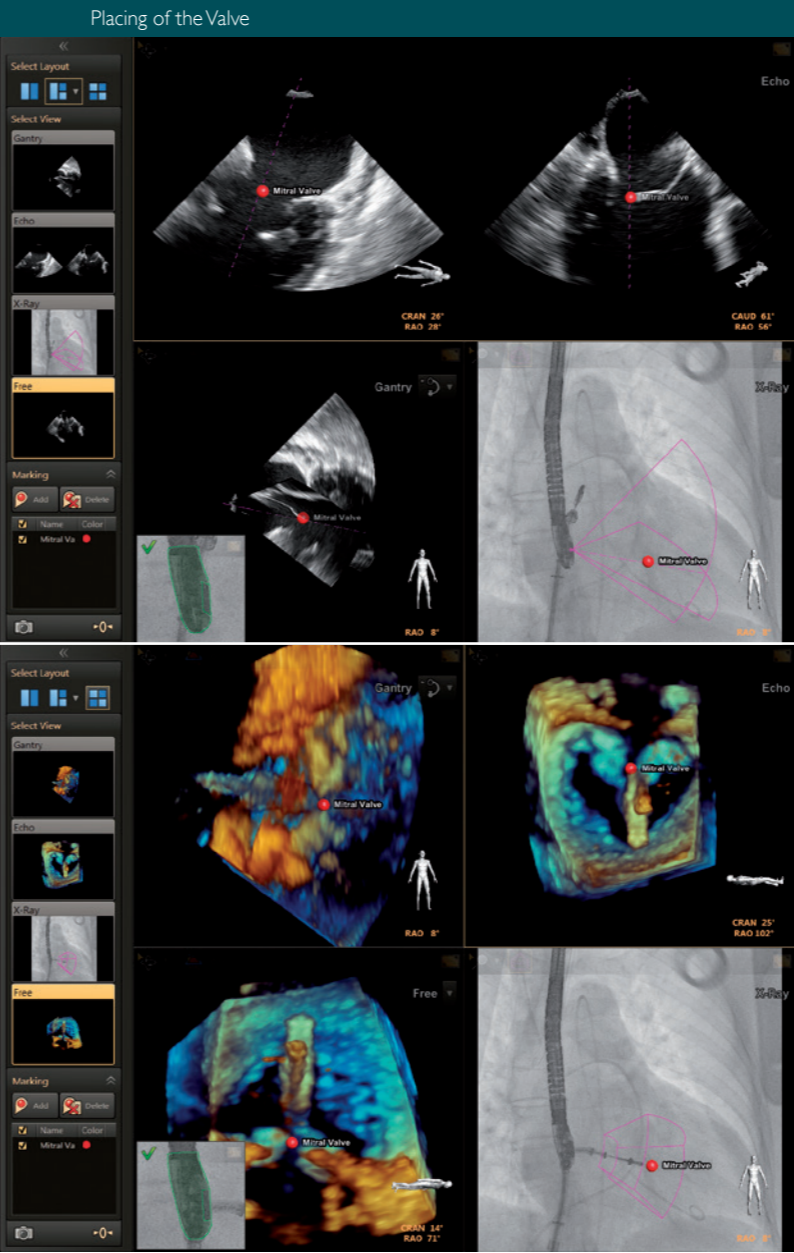 Placing of the Valve
Select Layout
Select View
Gantry
Echo
X-Ray
Free
Marking
Add
Delete
Name Color
Mitral Va
Echo
Mitral Valve
Mitral Valve
CRAN 26°
RAO 28°
CAUD 61°
RAO 56°
Gantry
Mitral Valve
RAO 8°
X-Ray
Mitral Valve
RAO 8°
Select Layout
Select View
Gantry
Echo
X-Ray
Free
Marking
Add
Delete
Name Color
Mitral Va
Gantry
Mitral Valve
RAO 8°
Echo
Mitral Valve
CRAN 25°
RAO 102°
Free
Mitral Valve
CRAN 14°
RAO 71°
X-Ray
Mitral Valve
RAO 8°